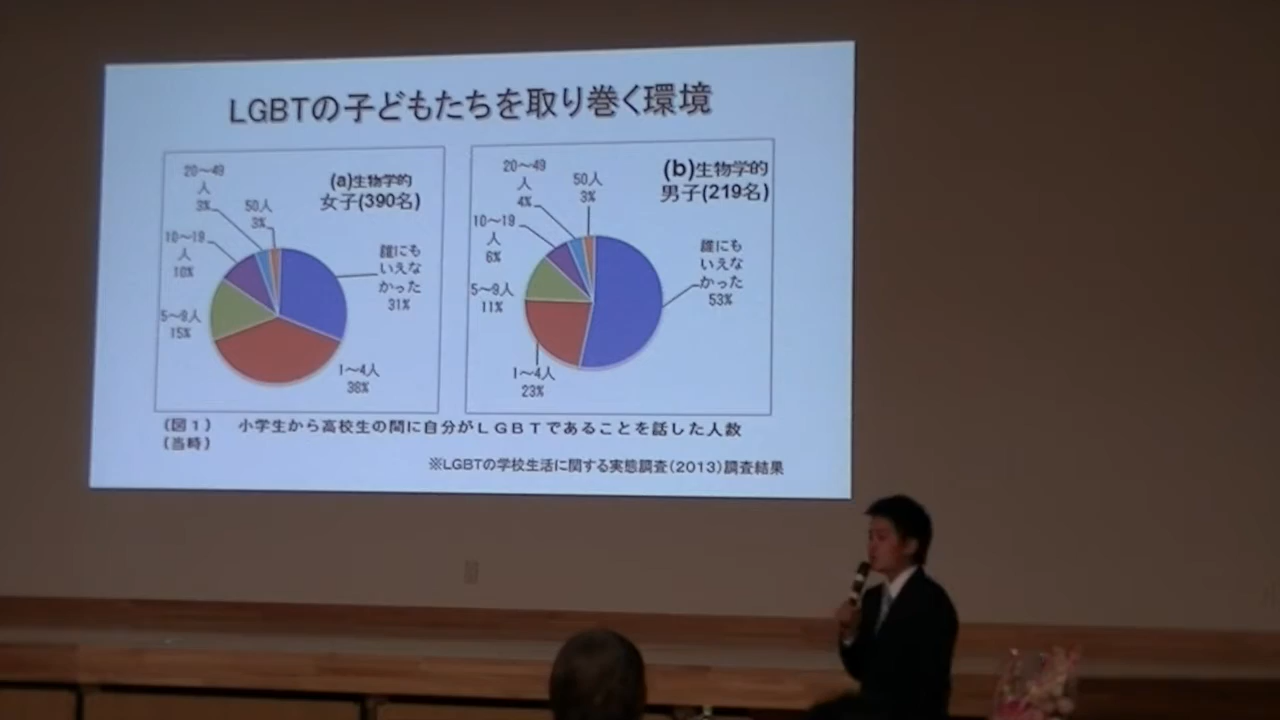 LGBTの子どもたちを取り巻く環境
(a)生物学的
女子(390名)
20～49
人
3%
50人
3%
10～19
人
10%
5～9人
15%
誰にも
いえな
かった
31%
1～4人
38%
(b)生物学的
男子(219名)
20～49
人
4%
50人
3%
10～19
人
6%
5～9人
11%
誰にも
いえな
かった
53%
1～4人
23%
(図1) 小学生から高校生の間に自分がＬＧＢＴであることを話した人数
(当時)
※LGBTの学校生活に関する実態調査(2013)調査結果